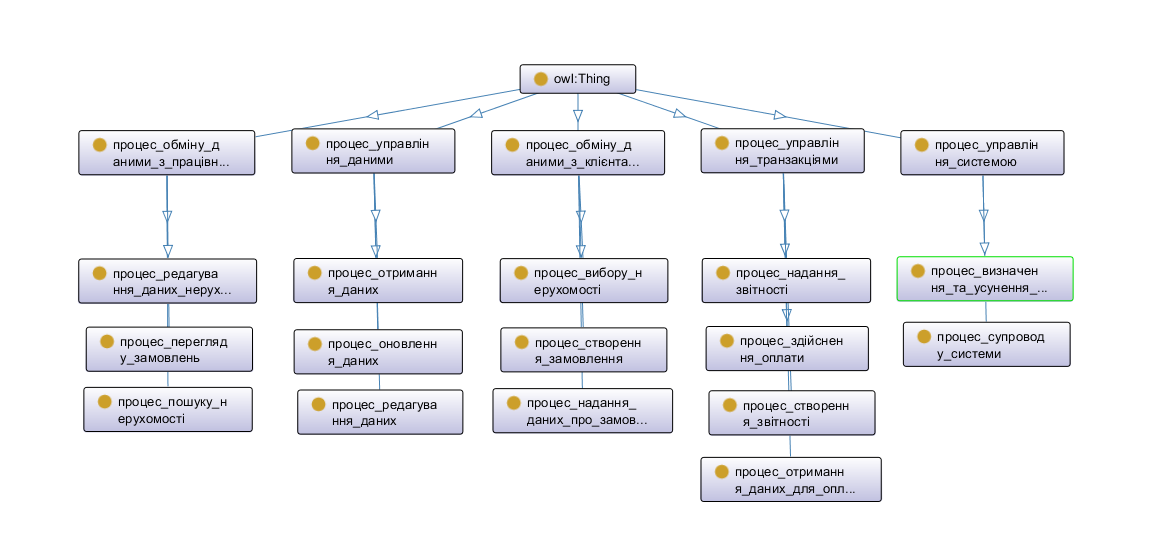 owl:Thing
процес_обміну_д
аними_з_працівн...
процес_управлін
ня_даними
процес_обміну_д
аними_з_клієнта...
процес_управлін
ня_транзакціями
процес_управлін
ня_системою
процес_редагува
ння_даних_нерух...
процес_отриманн
я_даних
процес_вибору_н
ерухомості
процес_надання_
звітності
процес_визначен
ня_та_усунення_...
процес_перегляд
у_замовлень
процес_оновленн
я_даних
процес_створенн
я_замовлення
процес_здійснен
ня_оплати
процес_супровод
у_системи
процес_пошуку_н
ерухомості
процес_редагува
ння_даних
процес_надання_
даних_про_замов...
процес_створенн
я_звітності
процес_отриманн
я_даних_для_опл...